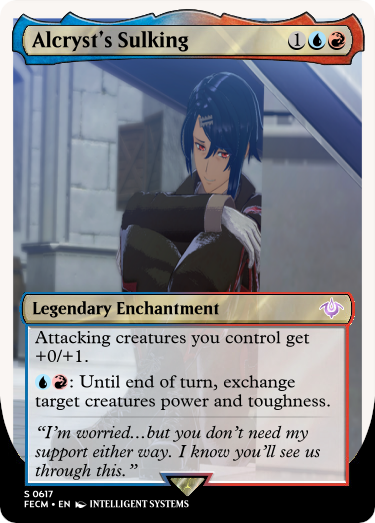 Alcryst's Sulking 1
Legendary Enchantment
Attacking creatures you control get
+0/+1.
: Until end of turn, exchange
target creatures power and toughness.
“I'm worried...but you don't need my
support either way. I know you'll see us
through this.”
S 0617
FECM • EN INTELLIGENT SYSTEMS